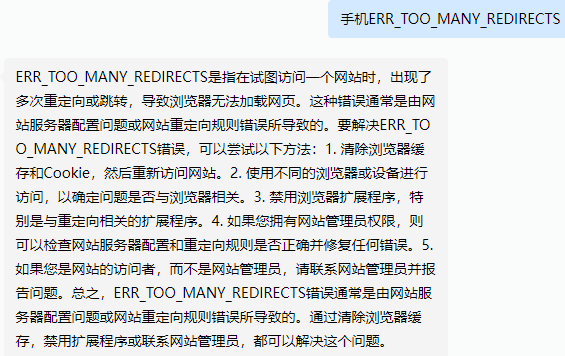 手机ERR_TOO_MANY_REDIRECTS
ERR_TOO_MANY_REDIRECTS是指在试图访问一个网站时，出现了
多次重定向或跳转，导致浏览器无法加载网页。这种错误通常是由网
站服务器配置问题或网站重定向规则错误所导致的。要解决ERR_TO
O_MANY_REDIRECTS错误，可以尝试以下方法：1. 清除浏览器缓
存和Cookie，然后重新访问网站。2. 使用不同的浏览器或设备进行
访问，以确定问题是否与浏览器相关。3. 禁用浏览器扩展程序，特
别是与重定向相关的扩展程序。4. 如果您拥有网站管理员权限，则
可以检查网站服务器配置和重定向规则是否正确并修复任何错误。5.
如果您是网站的访问者，而不是网站管理员，请联系网站管理员并报
告问题。总之，ERR_TOO_MANY_REDIRECTS错误通常是由网站服
务器配置问题或网站重定向规则错误所导致的。通过清除浏览器缓
存，禁用扩展程序或联系网站管理员，都可以解决这个问题。